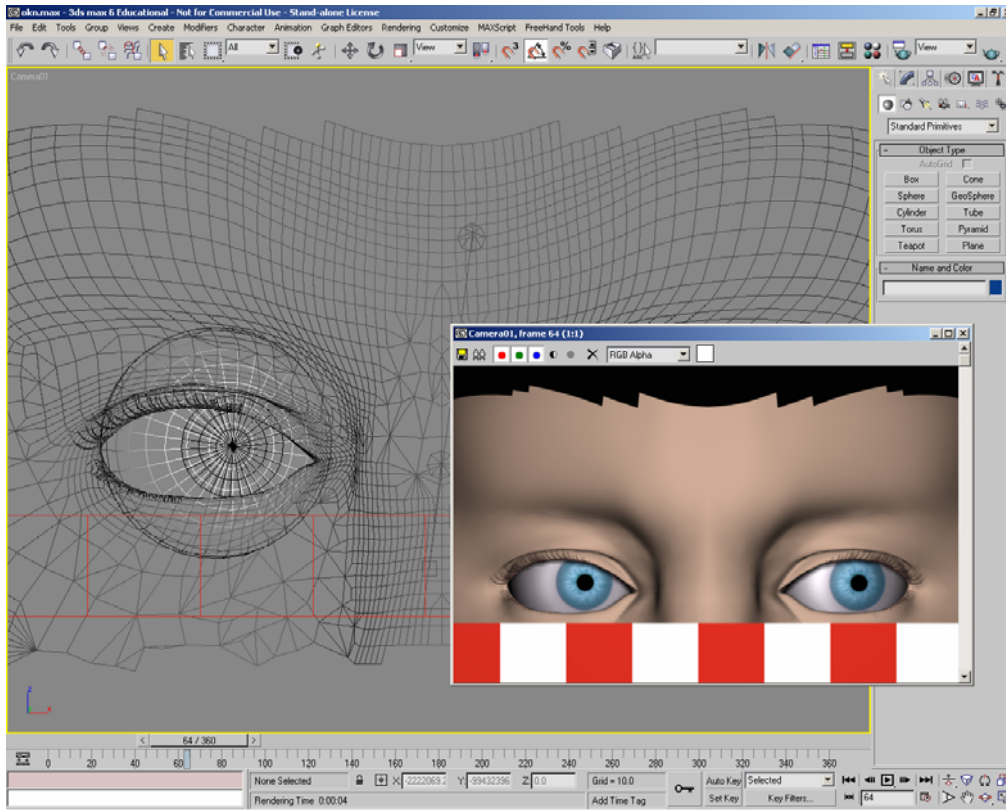 okn.max - 3ds max 6 Educational - Not for Commercial Use - Stand-alone License
File Edit Tools Group Views Create Modifiers Character Animation Graph Editors Rendering Customize MAXScript FreeHand Tools Help
All View View
Camera01
Standard Primitives
- Object Type
AutoGrid
Box Cone
Sphere GeoSphere
Cylinder Tube
Torus Pyramid
Teapot Plane
- Name and Color
Camera01, frame 64 (1:1)
RGB Alpha
z
x
< 64 / 360 >
0 20 40 60 80 100 120 140 160 180 200 220 240 260 280 300 320 340 360
None Selected X: -2222069.2 Y: -99432396 Z: 0.0 Grid = 10.0 Auto Key Selected
Rendering Time 0:00:04 Add Time Tag Set Key Key Filters... 64